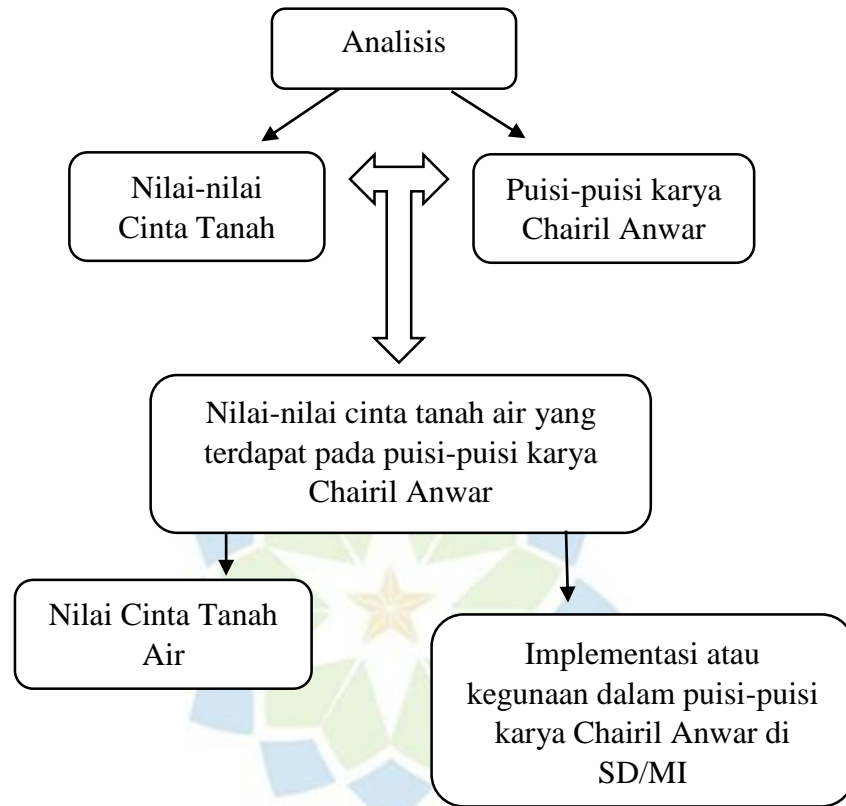 Analisis
Nilai-nilai
Cinta Tanah
Puisi-puisi karya
Chairil Anwar
Nilai-nilai cinta tanah air yang
terdapat pada puisi-puisi karya
Chairil Anwar
Nilai Cinta Tanah
Air
Implementasi atau
kegunaan dalam puisi-puisi
karya Chairil Anwar di
SD/MI